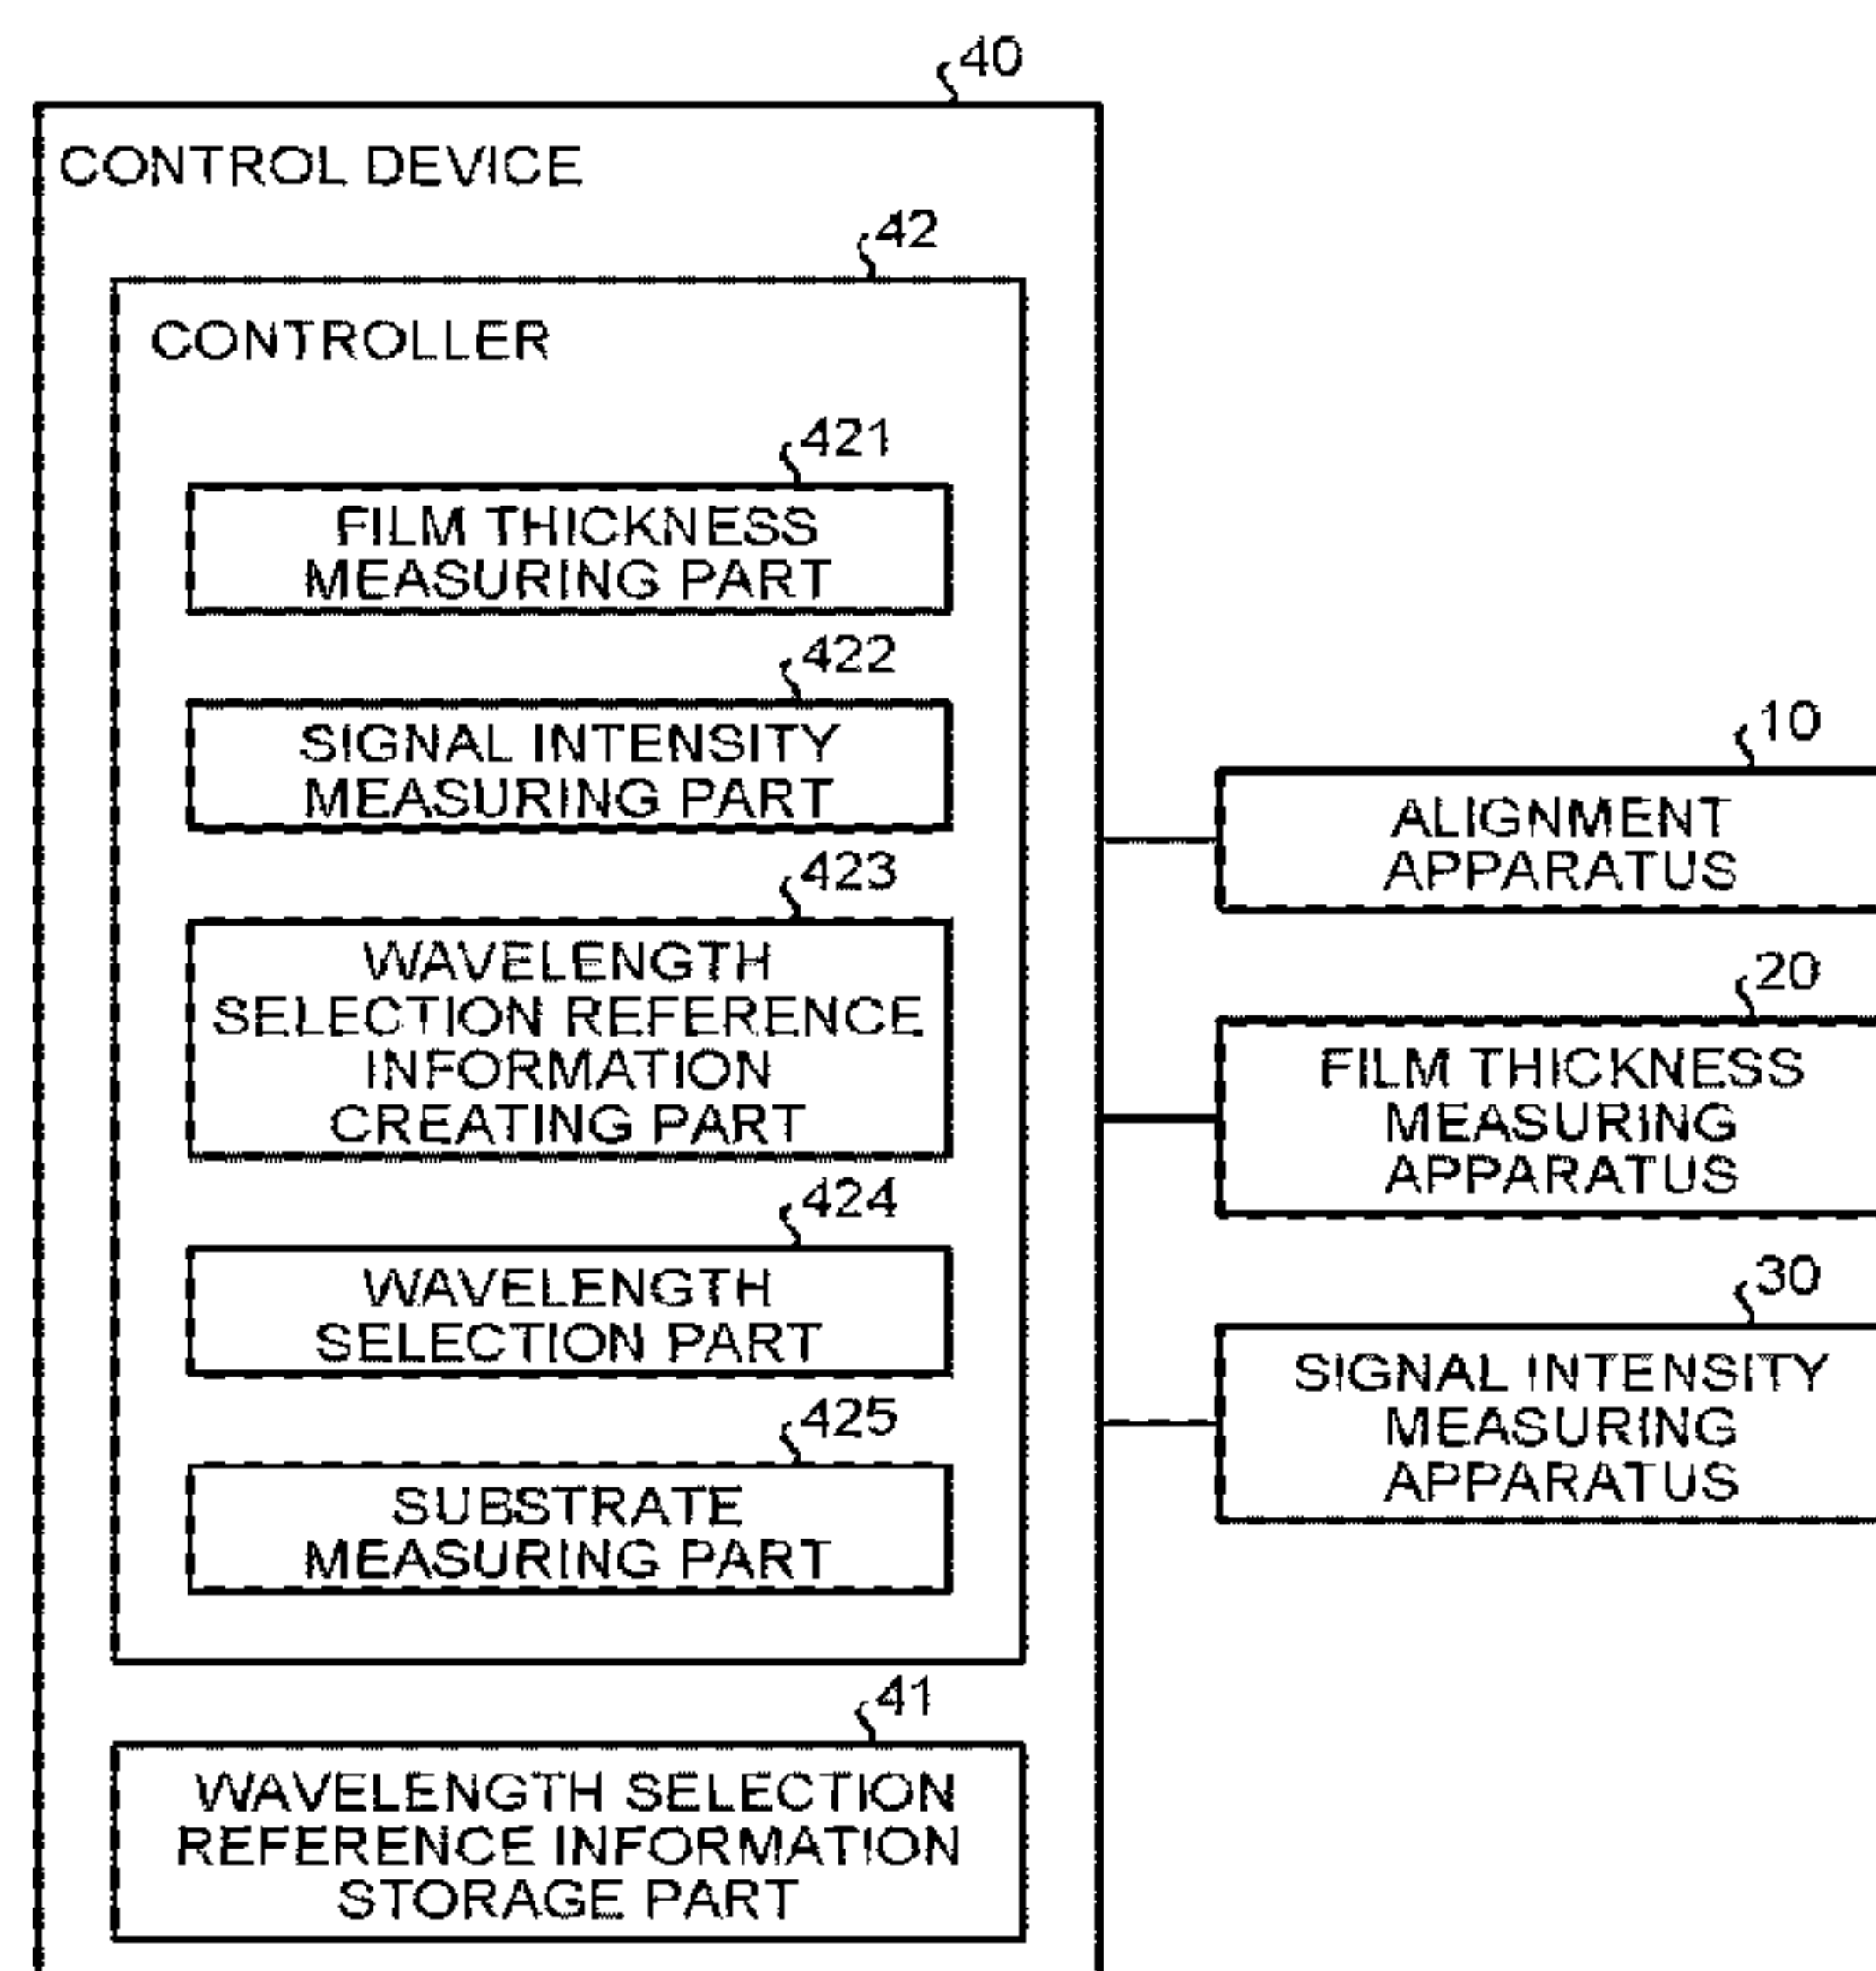 40
CONTROL DEVICE
42
CONTROLLER
421
FILM THICKNESS
MEASURING PART
422
SIGNAL INTENSITY
MEASURING PART
423
WAVELENGTH
SELECTION REFERENCE
INFORMATION
CREATING PART
424
WAVELENGTH
SELECTION PART
425
SUBSTRATE
MEASURING PART
41
WAVELENGTH SELECTION
REFERENCE INFORMATION
STORAGE PART
10
ALIGNMENT
APPARATUS
20
FILM THICKNESS
MEASURING
APPARATUS
30
SIGNAL INTENSITY
MEASURING
APPARATUS